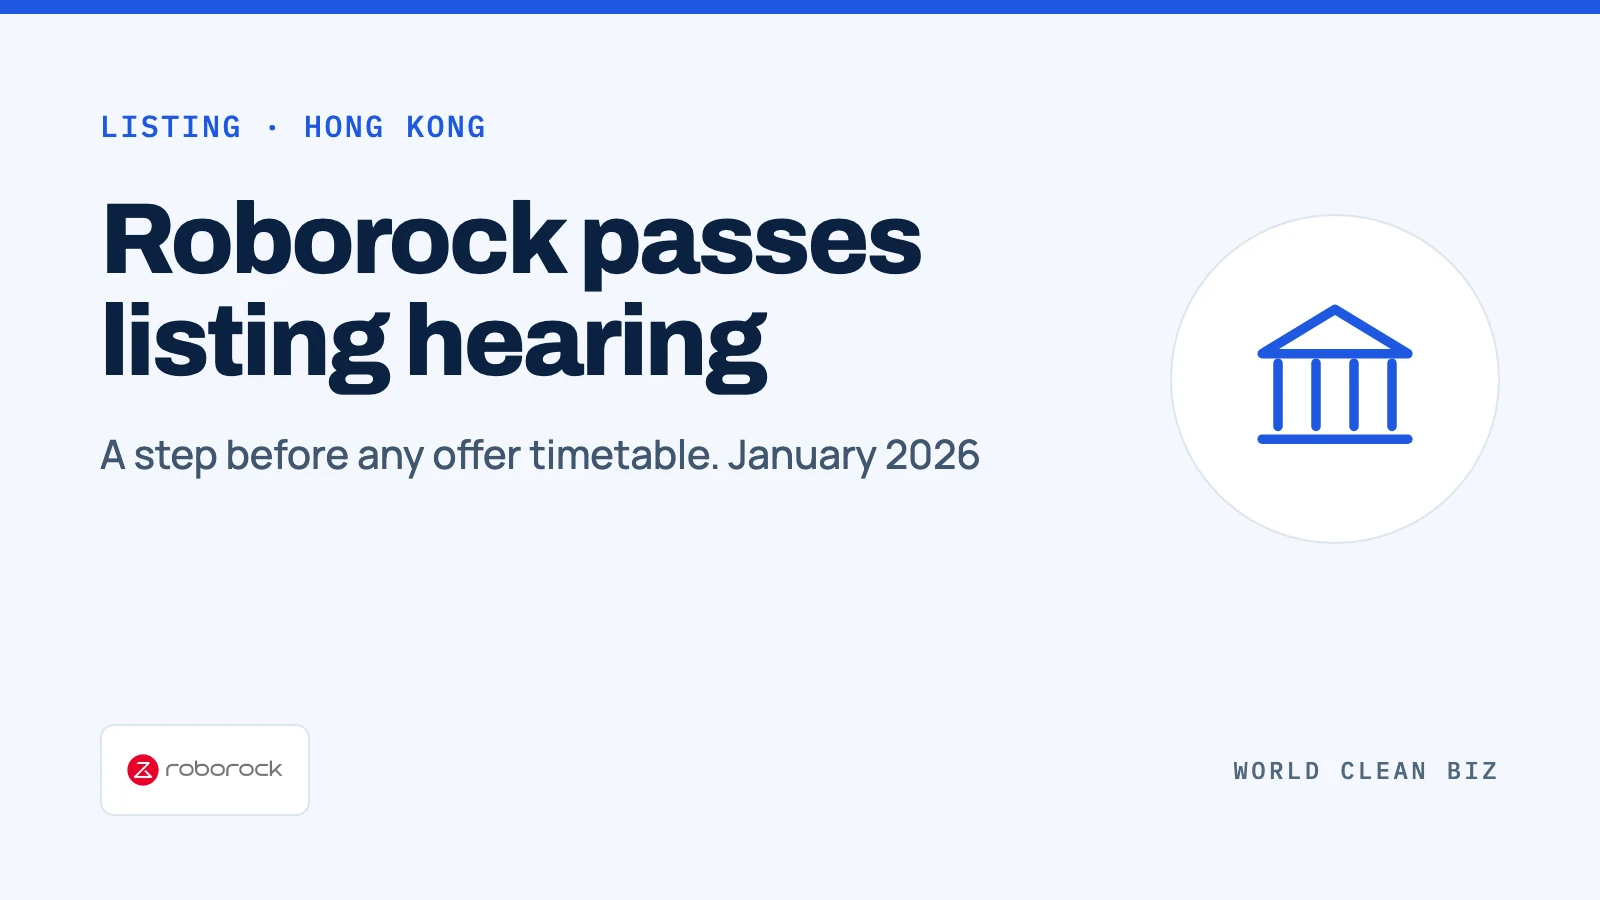 LISTING · HONG KONG
Roborock passes
listing hearing
A step before any offer timetable. January 2026
roborock
WORLD CLEAN BIZ